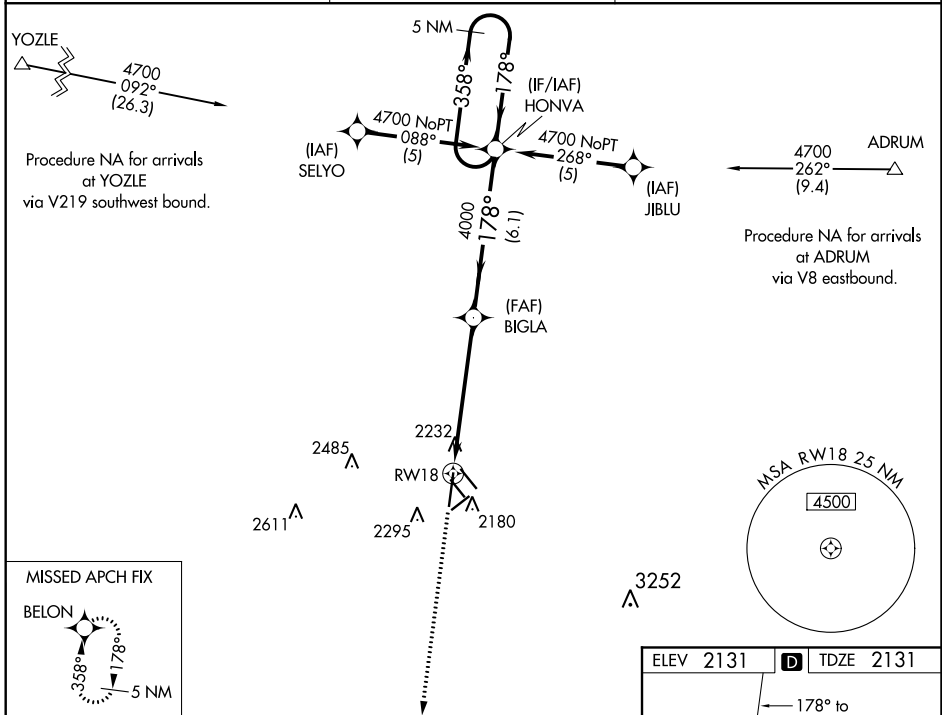 YOZLE
4700
092°
(26.3)
Procedure NA for arrivals
at YOZLE
via V219 southwest bound.
5 NM
358°
178°
(IF/IAF)
HONVA
4700 NoPT
088°
(5)
(IAF)
SELYO
4700 NoPT
268°
(5)
(IAF)
JIBLU
4700
262°
(9.4)
ADRUM
Procedure NA for arrivals
at ADRUM
via V8 eastbound.
4000
178°
(6.1)
(FAF)
BIGLA
2232
2485
RW18
2611
2295
2180
3252
MSA RW18 25 NM
4500
MISSED APCH FIX
BELON
358°
178°
5 NM
ELEV 2131 D TDZE 2131
178° to